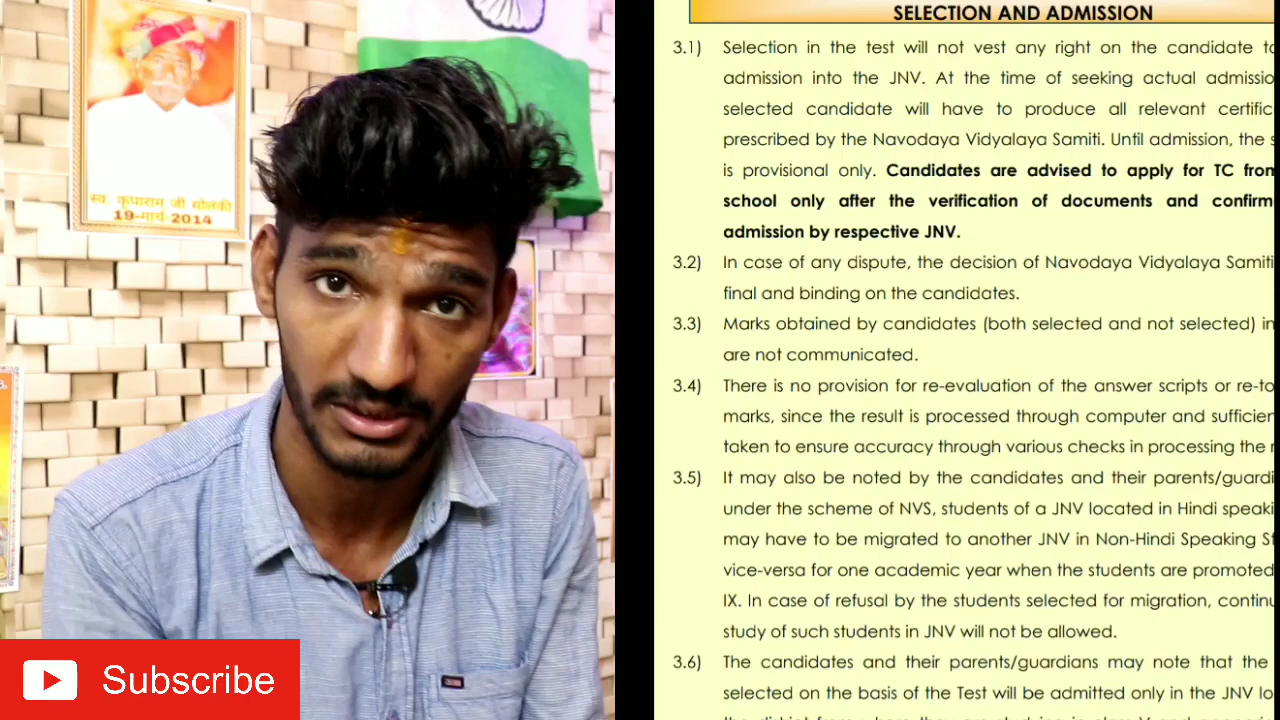 स्व. कृपाराम जी सोलंकी
19-मार्च 2014
Subscribe
SELECTION AND ADMISSION
3.1) Selection in the test will not vest any right on the candidate
admission into the JNV. At the time of seeking actual
selected candidate will have to produce all relevant
prescribed by the Navodaya Vidyalaya Samiti. Until admission, the
is provisional only. Candidates are advised to apply for TC
school only after the verification of documents and
admission by respective JNV.
3.2) In case of any dispute, the decision of Navodaya Vidyalaya Samiti
final and binding on the candidates.
3.3) Marks obtained by candidates (both selected and not selected) in
are not communicated.
3.4) There is no provision for re-evaluation of the answer scripts or
marks, since the result is processed through computer and
taken to ensure accuracy through various checks in processing the
3.5) It may also be noted by the candidates and their
under the scheme of NVS, students of a JNV located in Hindi
may have to be migrated to another JNV in Non-Hindi Speaking
vice-versa for one academic year when the students are promoted
IX. In case of refusal by the students selected for migration,
study of such students in JNV will not be allowed.
3.6) The candidates and their parents/guardians may note that the
selected on the basis of the Test will be admitted only in the JNV